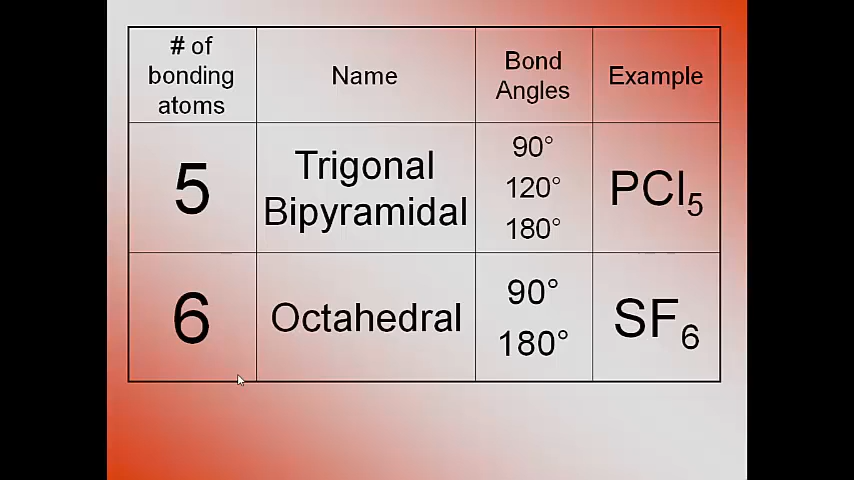 # of
bonding
atoms
Name
Bond
Angles
Example
5
Trigonal
Bipyramidal
90°
120°
180°
PCl₅
6
Octahedral
90°
180°
SF₆